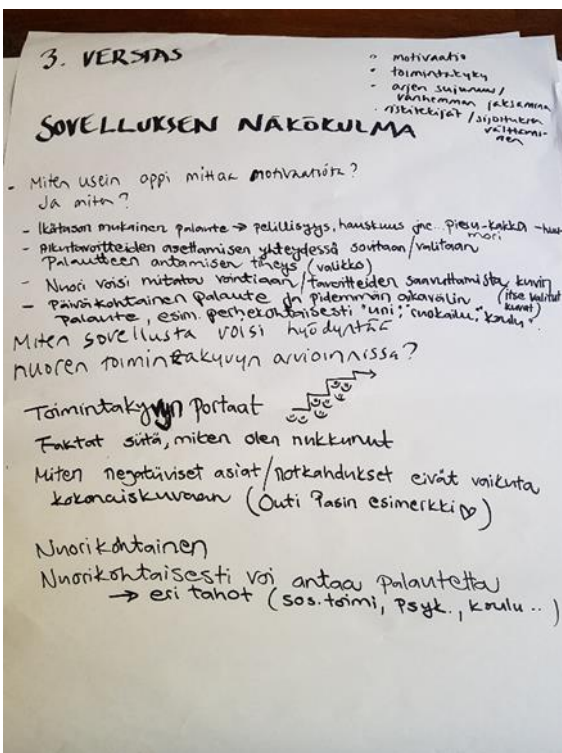 3. VERSTAS
◦ motivaatio
• toimintakyky
- arjen sujuvuus/
vanhemman jaksaminen
• riskitekijät / sijoituksen
välttäminen
SOVELLUKSEN NÄKÖKULMA
- Miten usein appi mittaa motivaatiota?
Ja miten?
- Ikätason mukainen palaute → pelillisyys, hauskuus jne... pieru-kakka-huumori
- Alkutavoitteiden asettamisen yhteydessä sovitaan/valitaan
Palautteen antamisen tiheys (valikko)
- Nuori voisi mitata vointiaan/tavoitteiden saavuttamista, kuvin
(itse valitut kuvat)
- Päiväkohtainen palaute ja pidemmän aikavälin
palaute, esim. perhekohtaisesti "uni", "ruokailu", "koulu".
Miten sovellusta voisi hyödyntää
nuoren toimintakyvyn arvioinnissa?
Toimintakyvyn portaat
Faktat siitä, miten olen nukkunut
Miten negatiiviset asiat/notkahdukset eivät vaikuta
kokonaiskuvaan (Outi Pasin esimerkki ♡)
Nuorikohtainen
Nuorikohtaisesti voi antaa palautetta
→ eri tahot (sos.toimi, psyk., koulu..)